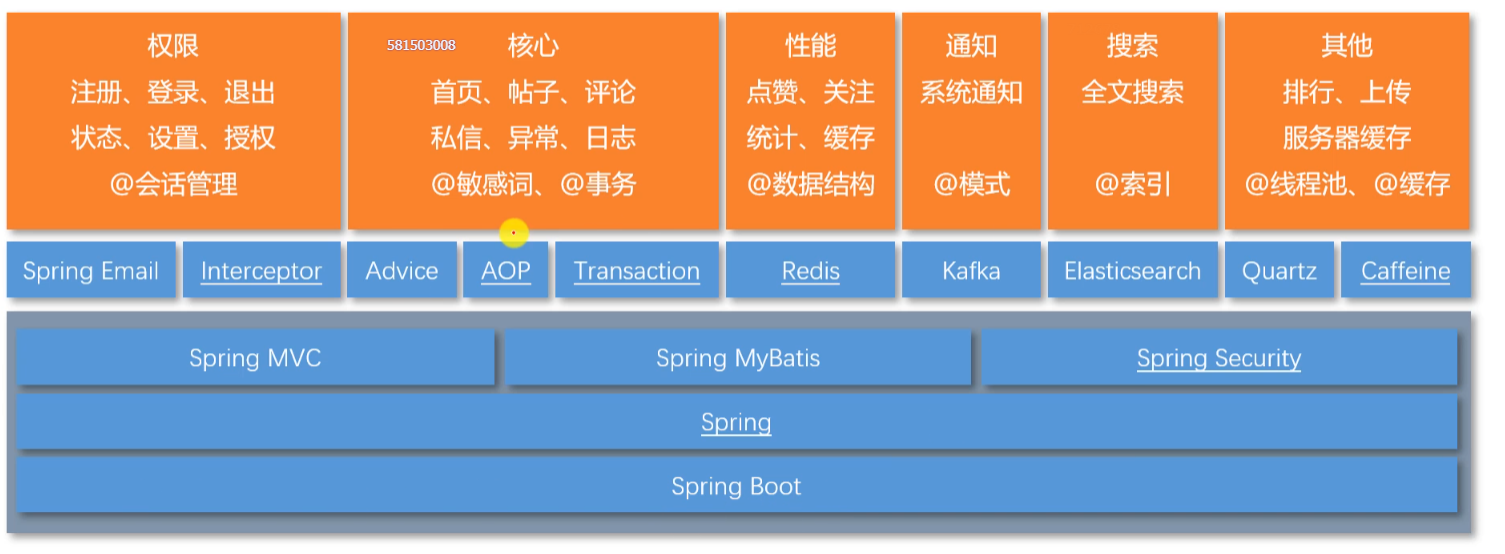 权限
注册、登录、退出
状态、设置、授权
@会话管理
581503008
核心
首页、帖子、评论
私信、异常、日志
@敏感词、@事务
性能
点赞、关注
统计、缓存
@数据结构
通知
系统通知
@模式
搜索
全文搜索
@索引
其他
排行、上传
服务器缓存
@线程池、@缓存
Spring Email
Interceptor
Advice
AOP
Transaction
Redis
Kafka
Elasticsearch
Quartz
Caffeine
Spring MVC
Spring MyBatis
Spring Security
Spring
Spring Boot